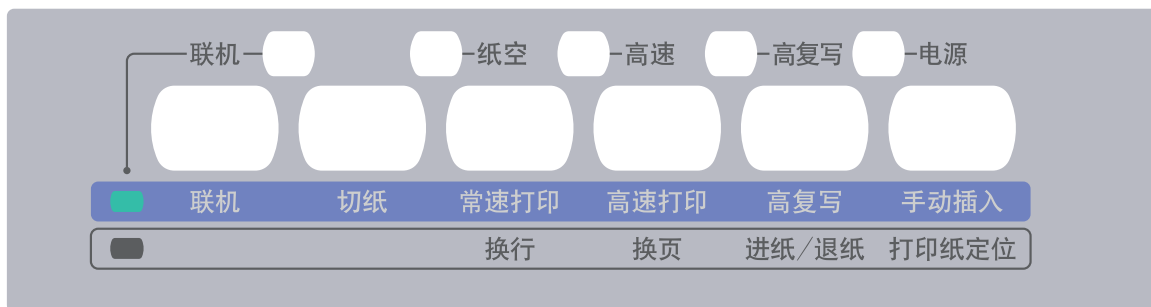 联机 纸空 高速 高复写 电源
联机 切纸 常速打印 高速打印 高复写 手动插入
换行 换页 进纸/退纸 打印纸定位